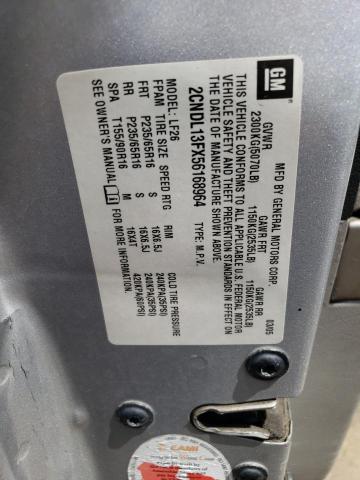 GM
MFD BY GENERAL MOTORS CORP. 03/05
GVWR GAWR FRT GAWR RR
2300KG(5070LB) 1150KG(2535LB) 1150KG(2535LB)
THIS VEHICLE CONFORMS TO ALL APPLICABLE U.S. FEDERAL MOTOR
VEHICLE SAFETY AND THEFT PREVENTION STANDARDS IN EFFECT ON
THE DATE OF MANUFACTURE SHOWN ABOVE.
2CNDL13FX56168964 TYPE: M.P.V.
MODEL: LF26
FPAM TIRE SIZE SPEED RTG RIM COLD TIRE PRESSURE
FRT P235/65R16 S 16X6.5J 240KPA(35PSI)
RR P235/65R16 S 16X6.5J 240KPA(35PSI)
SPA T155/90R16 M 16X4T 420KPA(60PSI)
SEE OWNER'S MANUAL
CAMI